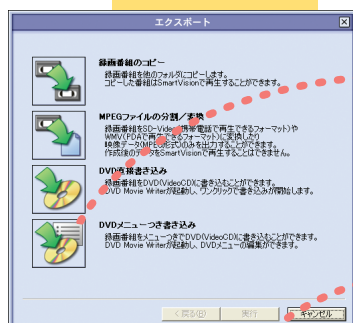 エクスポート
録画番組のコピー
録画番組を他のフォルダにコピーします。
コピーした番組はSmartVisionで再生することができます。
MPEGファイルの分割／変換
録画番組をSD-Video(携帯電話で再生できるフォーマット)や
WMV(PDAで再生できるフォーマット)に変換したり
映像データ(MPEG形式)のみを出力することができます。
作成後のデータをSmartVisionで再生することはできません。
DVD直接書き込み
録画番組をDVD(VideoCD)に書き込むことができます。
DVD Movie Writerが起動し、ワンクリックで書き込みが開始します。
DVDメニューつき書き込み
録画番組をメニューつきでDVD(VideoCD)に書き込むことができます。
DVD Movie Writerが起動し、DVDメニューの編集ができます。
< 戻る(B) 実行 キャンセル